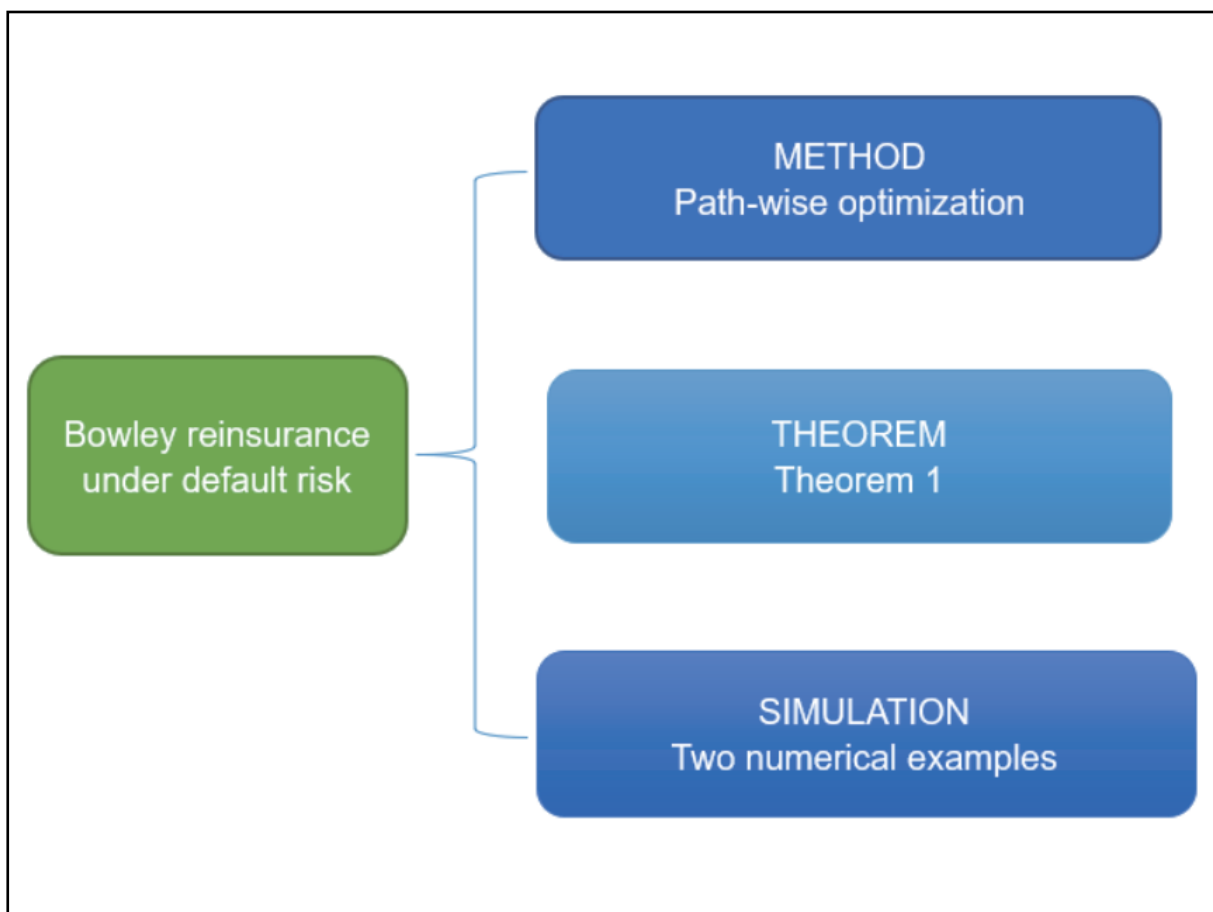 METHOD
Path-wise optimization
Bowley reinsurance
under default risk
THEOREM
Theorem 1
SIMULATION
Two numerical examples